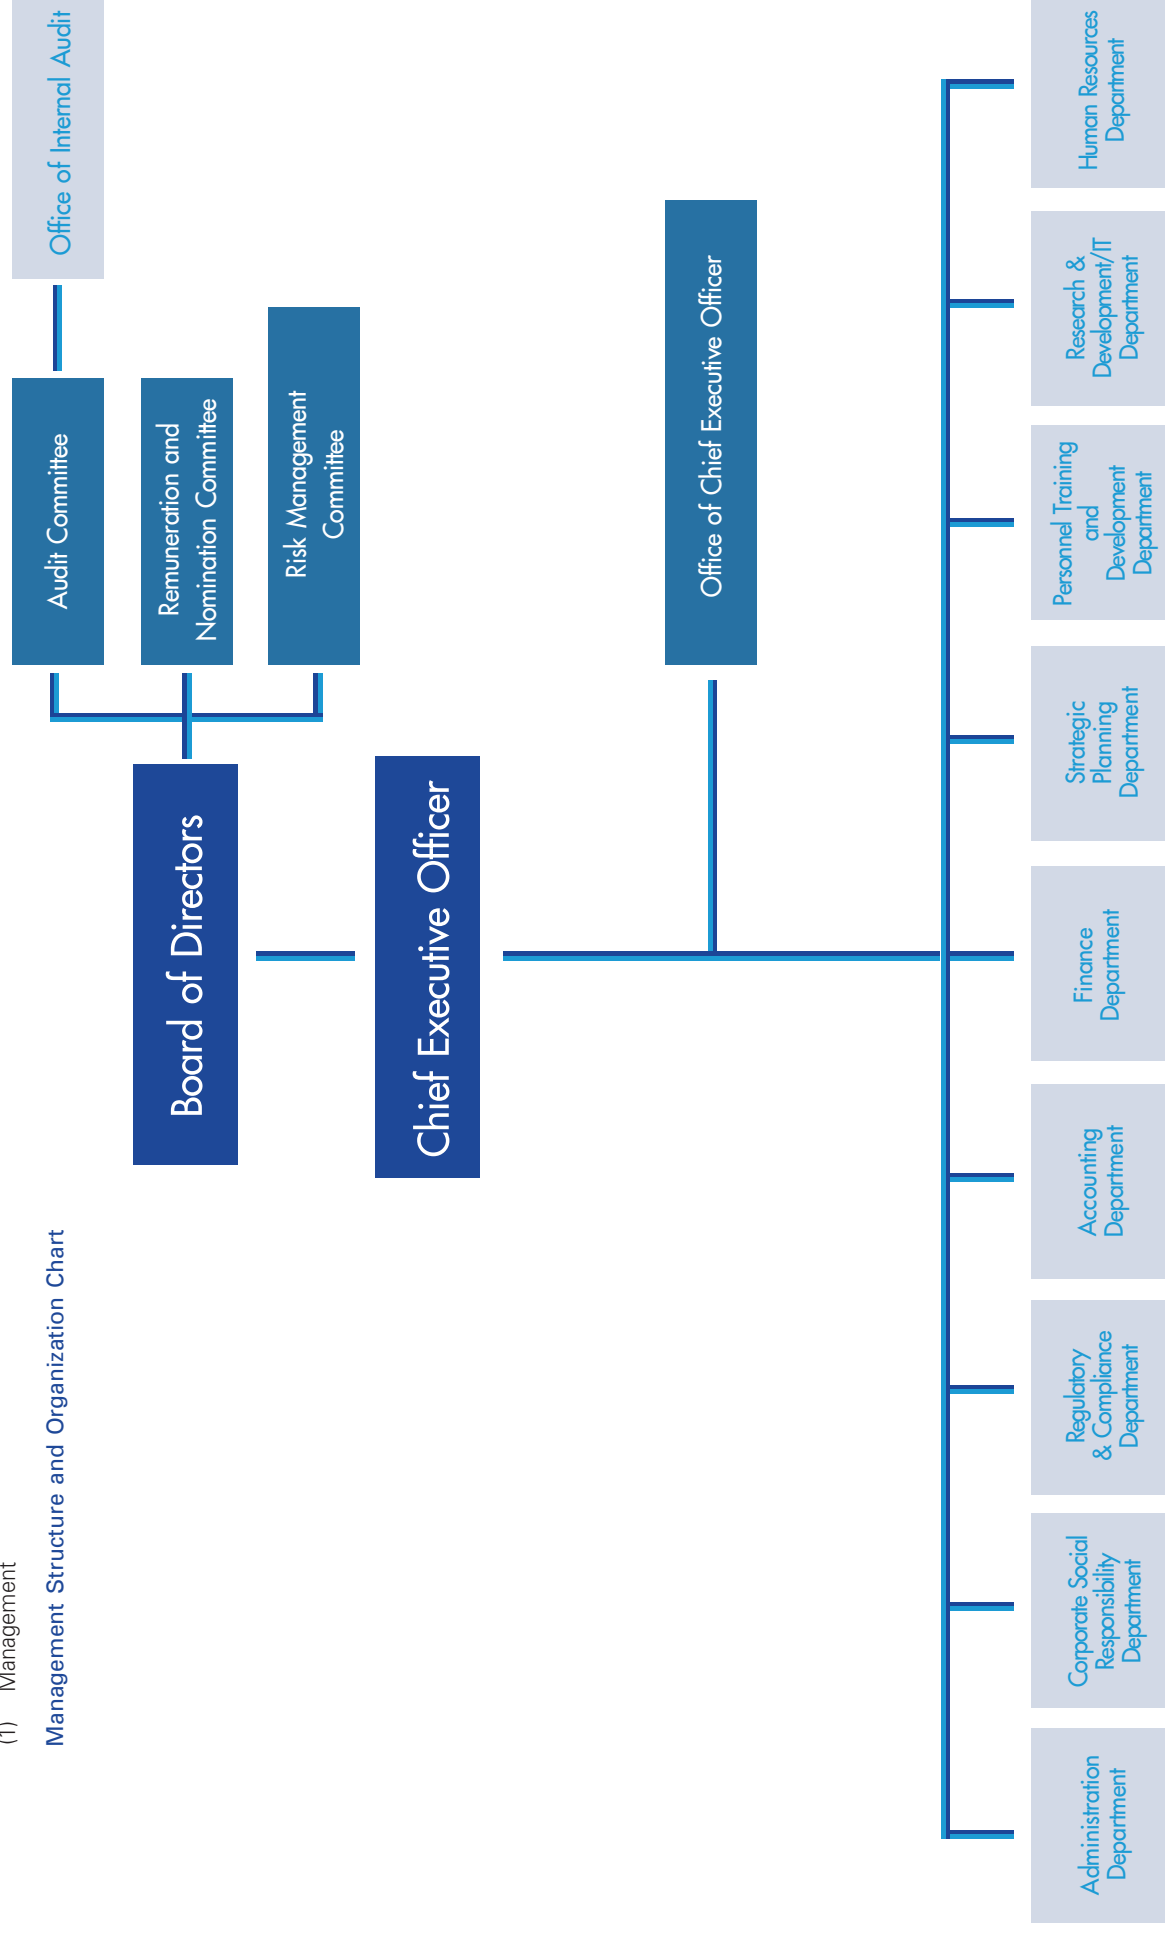 (1) Management
Management Structure and Organization Chart
Office of Internal Audit
Audit Committee
Remuneration and
Nomination Committee
Risk Management
Committee
Board of Directors
Chief Executive Officer
Office of Chief Executive Officer
Administration
Department
Corporate Social
Responsibility
Department
Regulatory
& Compliance
Department
Accounting
Department
Finance
Department
Strategic
Planning
Department
Personnel Training
and
Development
Department
Research &
Development/IT
Department
Human Resources
Department